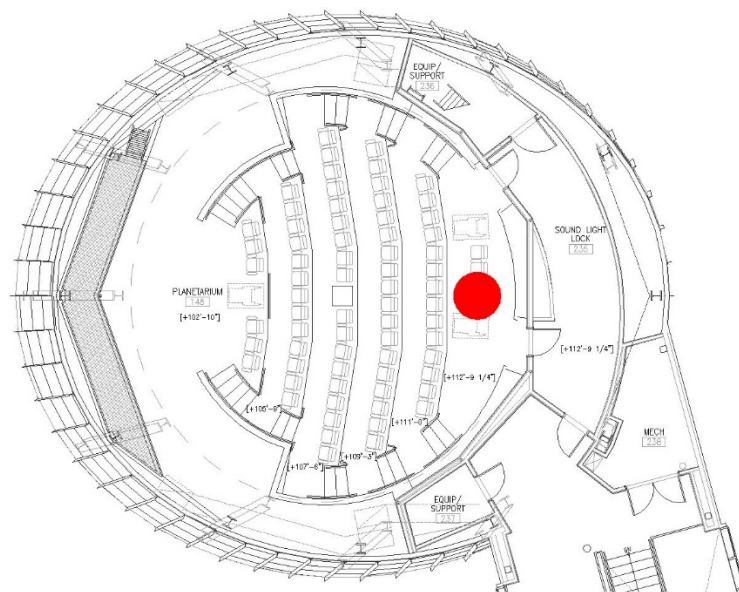 EQUIP/
SUPPORT
236
SOUND LIGHT
LOCK
235
PLANETARIUM
148
[+102'-10"]
[+112'-9 1/4"]
[+112'-9 1/4"]
[+105'-9"]
[+111'-0"]
MECH
238
[+109'-3"]
[+107'-6"]
EQUIP/
SUPPORT
237